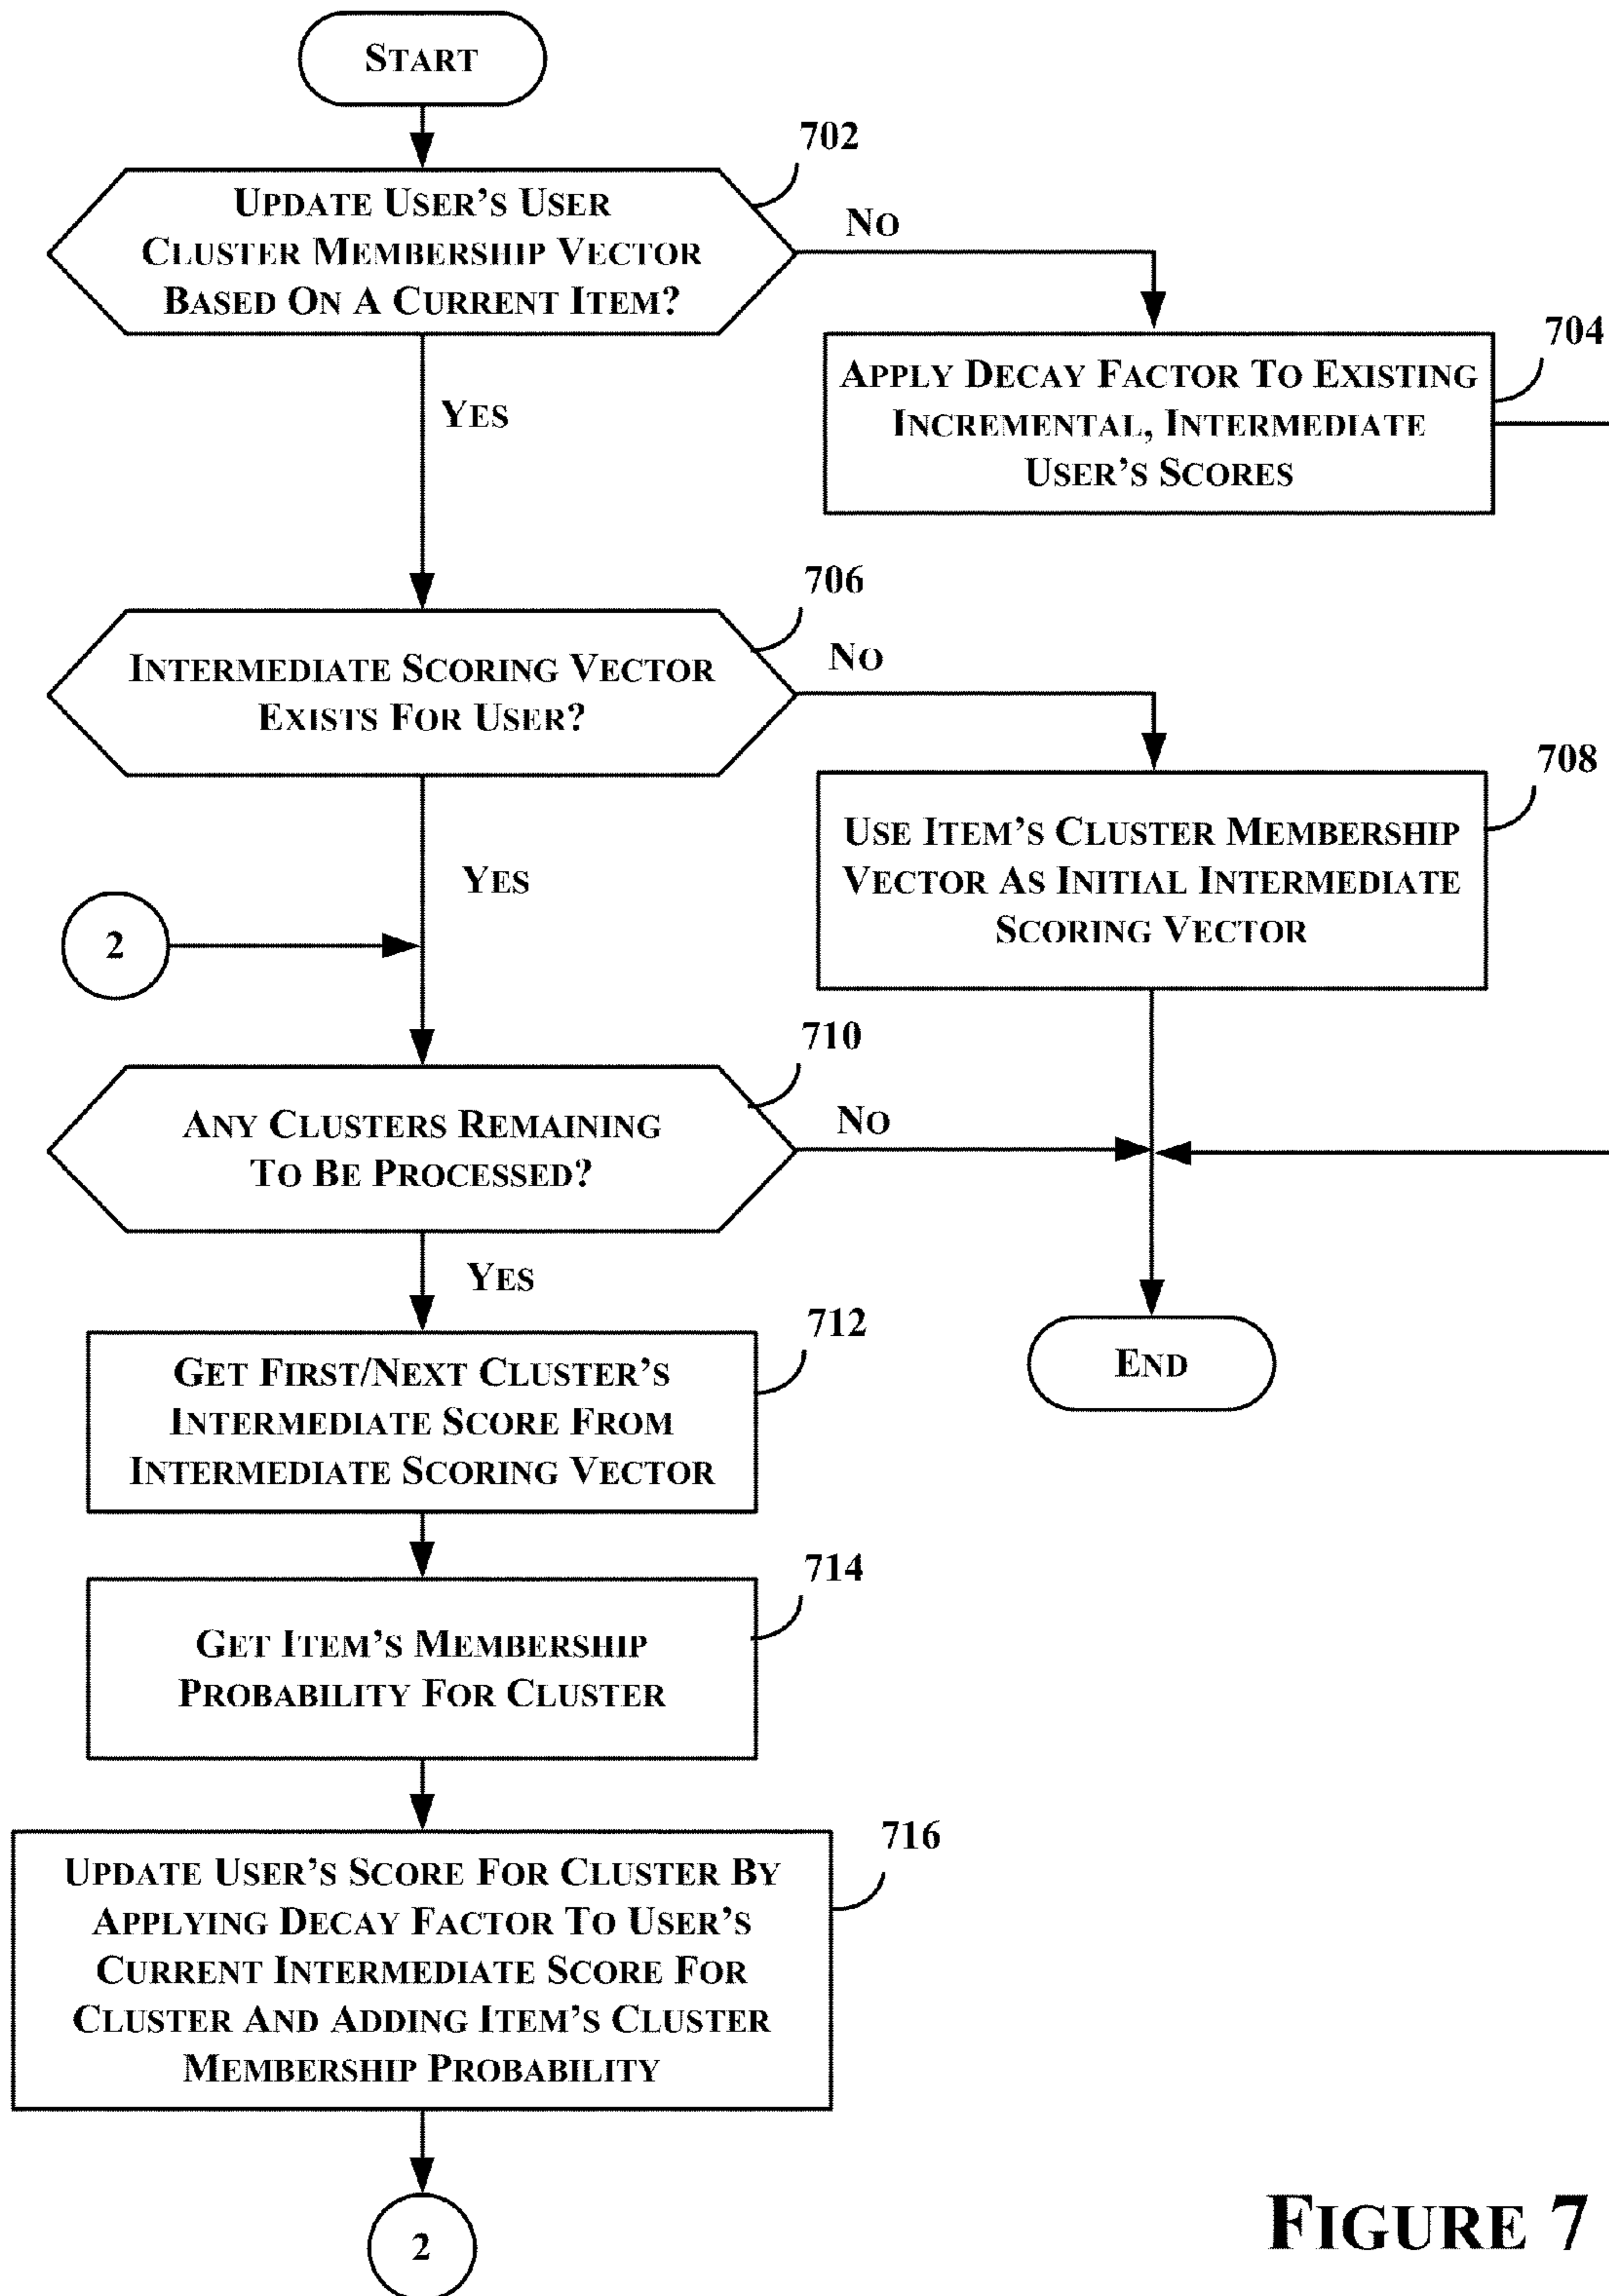 START
702
UPDATE USER'S USER
CLUSTER MEMBERSHIP VECTOR
BASED ON A CURRENT ITEM?
NO
704
APPLY DECAY FACTOR TO EXISTING
INCREMENTAL, INTERMEDIATE
USER'S SCORES
YES
706
INTERMEDIATE SCORING VECTOR
EXISTS FOR USER?
NO
708
USE ITEM'S CLUSTER MEMBERSHIP
VECTOR AS INITIAL INTERMEDIATE
SCORING VECTOR
YES
2
710
ANY CLUSTERS REMAINING
TO BE PROCESSED?
NO
YES
END
712
GET FIRST/NEXT CLUSTER'S
INTERMEDIATE SCORE FROM
INTERMEDIATE SCORING VECTOR
714
GET ITEM'S MEMBERSHIP
PROBABILITY FOR CLUSTER
716
UPDATE USER'S SCORE FOR CLUSTER BY
APPLYING DECAY FACTOR TO USER'S
CURRENT INTERMEDIATE SCORE FOR
CLUSTER AND ADDING ITEM'S CLUSTER
MEMBERSHIP PROBABILITY
2
FIGURE 7